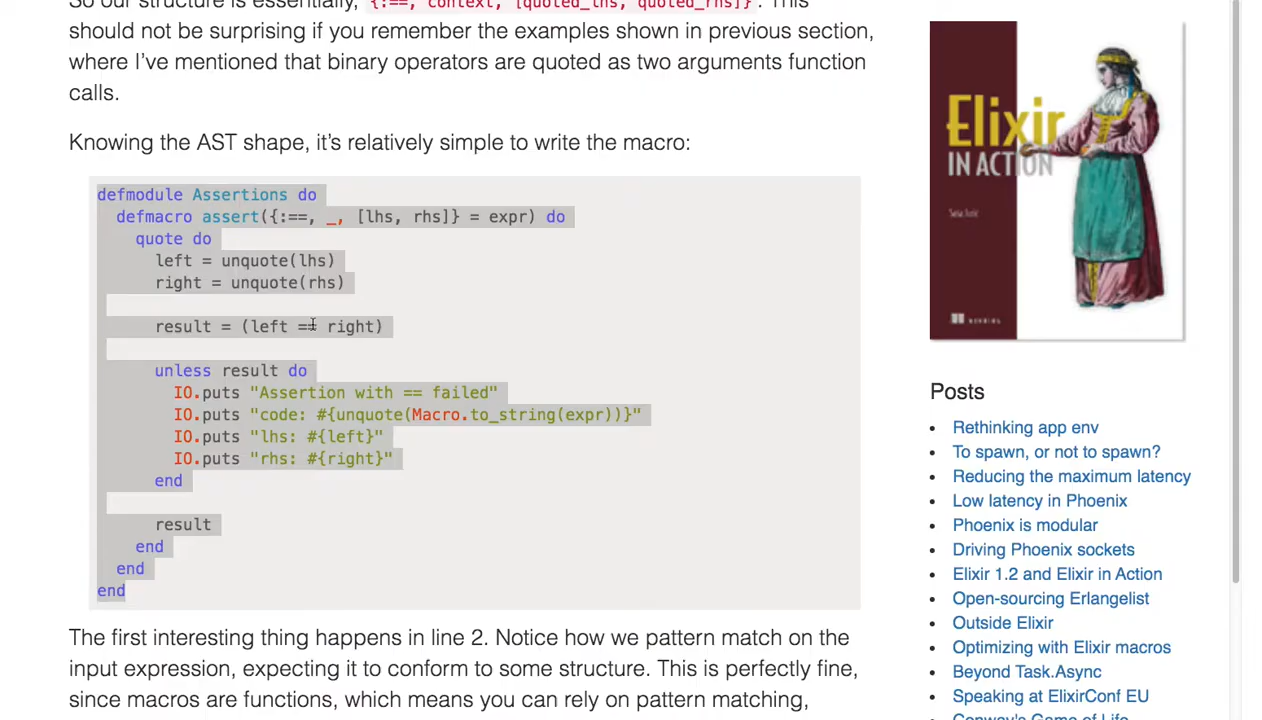 So our structure is essentially, {:==, context, [quoted_lhs, quoted_rhs]}. This
should not be surprising if you remember the examples shown in previous section,
where I’ve mentioned that binary operators are quoted as two arguments function
calls.
Knowing the AST shape, it’s relatively simple to write the macro:
defmodule Assertions do
  defmacro assert({:==, _, [lhs, rhs]} = expr) do
    quote do
      left = unquote(lhs)
      right = unquote(rhs)
      result = (left == right)
      unless result do
        IO.puts "Assertion with == failed"
        IO.puts "code: #{unquote(Macro.to_string(expr))}"
        IO.puts "lhs: #{left}"
        IO.puts "rhs: #{right}"
      end
      result
    end
  end
end
The first interesting thing happens in line 2. Notice how we pattern match on the
input expression, expecting it to conform to some structure. This is perfectly fine,
since macros are functions, which means you can rely on pattern matching,
Elixir
IN ACTION
Saša Jurić
MANNING
Posts
Rethinking app env
To spawn, or not to spawn?
Reducing the maximum latency
Low latency in Phoenix
Phoenix is modular
Driving Phoenix sockets
Elixir 1.2 and Elixir in Action
Open-sourcing Erlangelist
Outside Elixir
Optimizing with Elixir macros
Beyond Task.Async
Speaking at ElixirConf EU
Conway's Game of Life